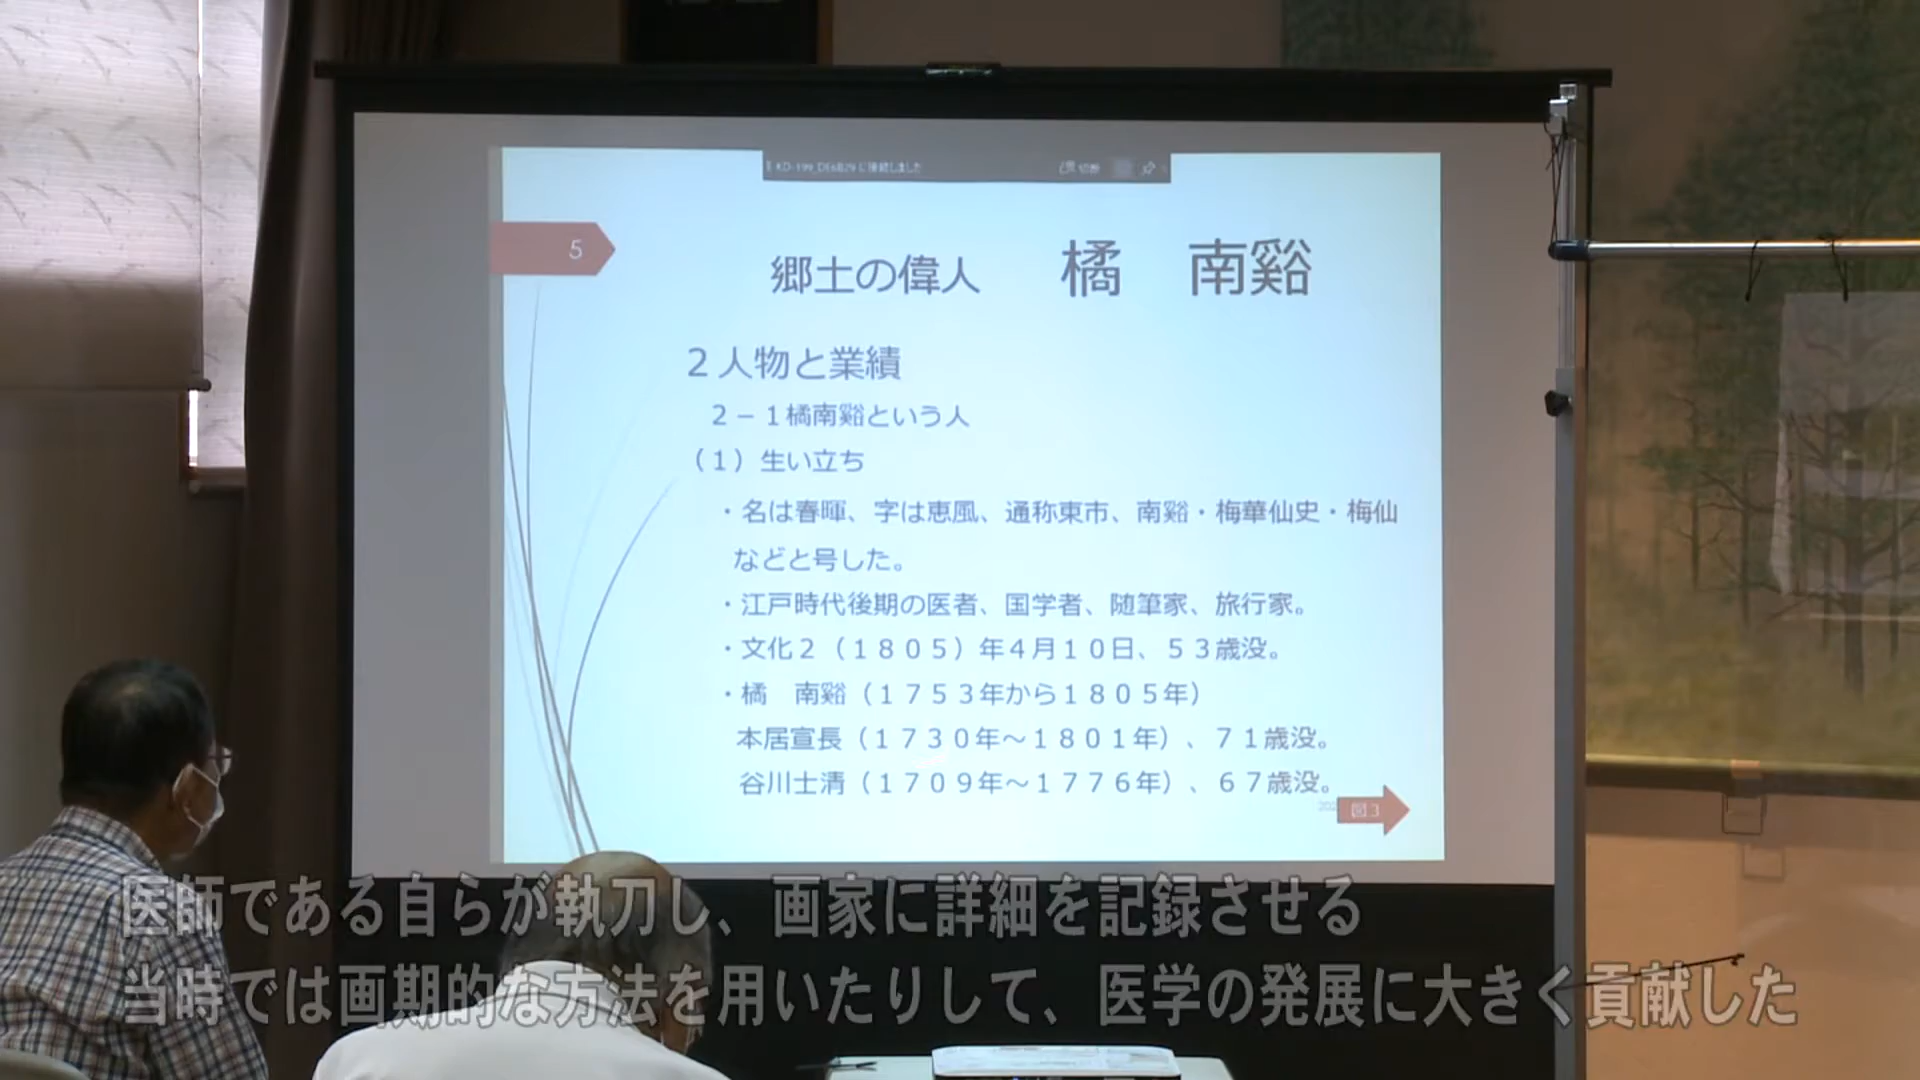 に接続しました
5
郷土の偉人　橘　南谿
２人物と業績
２－１橘南谿という人
（１）生い立ち
・名は春暉、字は恵風、通称東市、南谿・梅華仙史・梅仙
などと号した。
・江戸時代後期の医者、国学者、随筆家、旅行家。
・文化２（１８０５）年４月１０日、５３歳没。
・橘　南谿（１７５３年から１８０５年）
本居宣長（１７３０年～１８０１年）、７１歳没。
谷川士清（１７０９年～１７７６年）、６７歳没。
図3
医師である自らが執刀し、画家に詳細を記録させる
当時では画期的な方法を用いたりして、医学の発展に大きく貢献した